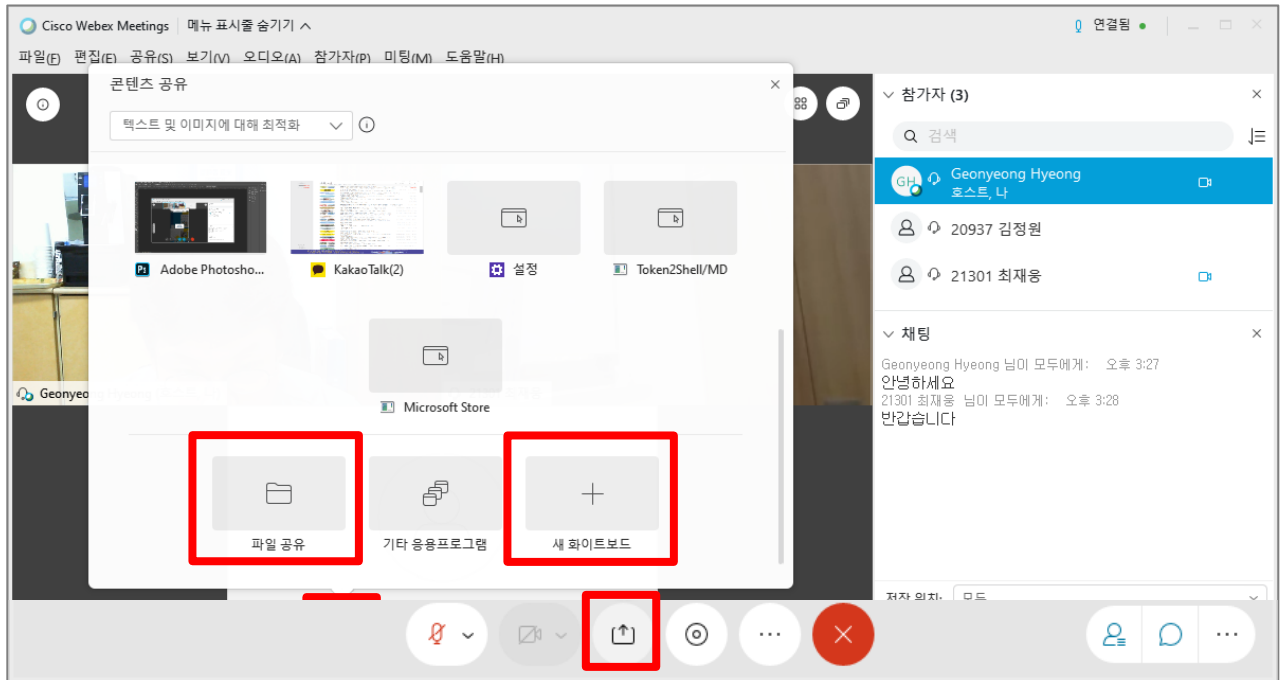 Cisco Webex Meetings 메뉴 표시줄 숨기기
연결됨
파일(F) 편집(E) 공유(S) 보기(V) 오디오(A) 참가자(P) 미팅(M) 도움말(H)
콘텐츠 공유
텍스트 및 이미지에 대해 최적화
Adobe Photosho...
KakaoTalk(2)
설정
Token2Shell/MD
Microsoft Store
파일 공유
기타 응용프로그램
새 화이트보드
Geonyeo
참가자 (3)
검색
GH
Geonyeong Hyeong
호스트, 나
20937 김정원
21301 최재웅
채팅
Geonyeong Hyeong 님이 모두에게: 오후 3:27
안녕하세요
21301 최재웅 님이 모두에게: 오후 3:28
반갑습니다
모두